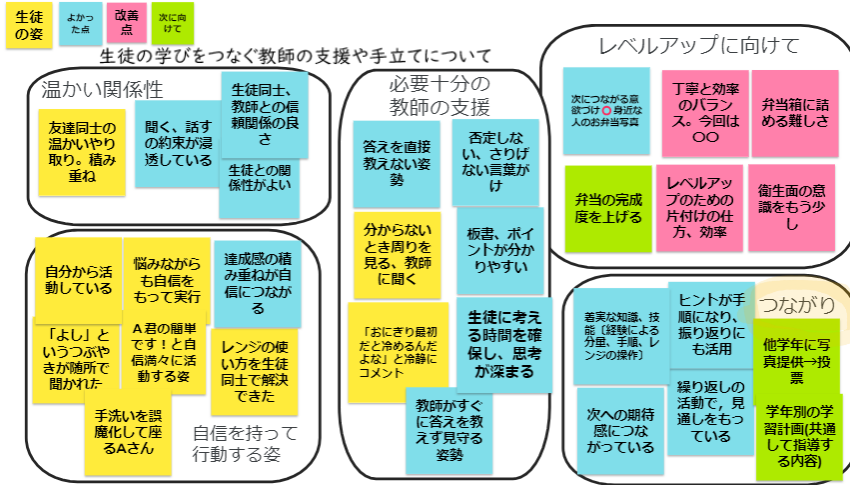 生徒
の姿
よかっ
た点
改善
点
次に向
けて
生徒の学びをつなぐ教師の支援や手立てについて
温かい関係性
友達同士の
温かいやり
取り。積み
重ね
聞く、話す
の約束が浸
透している
生徒同士、
教師との信
頼関係の良
さ
生徒との関
係性がよい
自分から活
動している
悩みながら
も自信を
もって実行
達成感の積
み重ねが自
信につなが
る
「よし」と
いうつぶや
きが随所で
聞かれた
A君の簡単
です！と自
信満々に活
動する姿
レンジの使
い方を生徒
同士で解決
できた
手洗いを誤
魔化して座
るAさん
自信を持って
行動する姿
必要十分の
教師の支援
答えを直接
教えない姿
勢
否定しな
い、さりげ
ない言葉が
け
分からない
とき周りを
見る、教師
に聞く
板書、ポイ
ントが分か
りやすい
「おにぎり最初
だと冷めるんだ
よな」と冷静に
コメント
生徒に考え
る時間を確
保し、思考
が深まる
教師がすぐ
に答えを教
えず見守る
姿勢
レベルアップに向けて
次につながる意
欲づけ⭕身近な
人のお弁当写真
丁寧と効率
のバラン
ス。今回は
〇〇
弁当箱に詰
める難しさ
弁当の完成
度を上げる
レベルアッ
プのための
片付けの仕
方、効率
衛生面の意
識をもう少
し
つながり
着実な知識、技
能〔経験による
分量、手順、レ
ンジの操作〕
ヒントが手
順になり、
振り返りに
も活用
他学年に写
真提供→投
票
次への期待
感につな
がっている
繰り返しの
活動で，見
通しをもっ
ている
学年別の学
習計画(共通
して指導す
る内容)